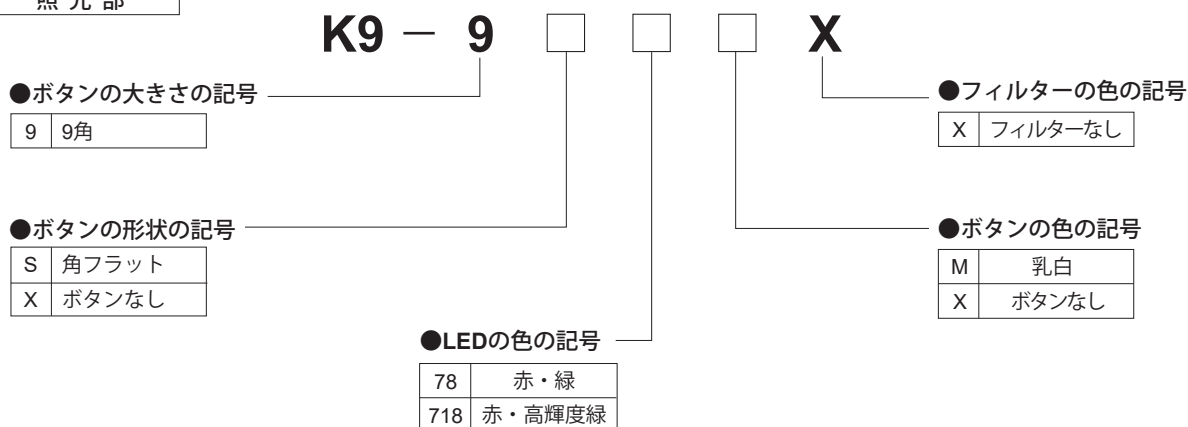 照 光 部
K9 － 9 □ □ □ X
●ボタンの大きさの記号
9 9角
●フィルターの色の記号
X フィルターなし
●ボタンの形状の記号
S 角フラット
X ボタンなし
●ボタンの色の記号
M 乳白
X ボタンなし
●LEDの色の記号
78 赤・緑
718 赤・高輝度緑